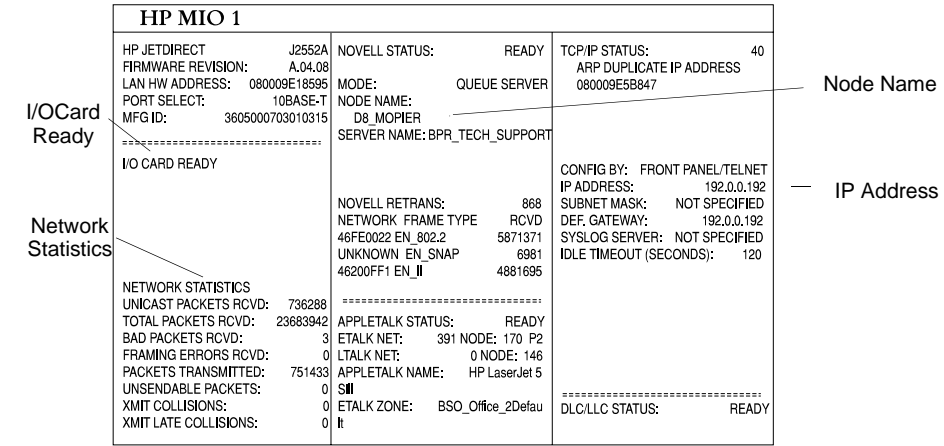 HP MIO 1
HP JETDIRECT J2552A
FIRMWARE REVISION: A.04.08
LAN HW ADDRESS: 080009E18595
PORT SELECT: 10BASE-T
MFG ID: 3605000703010315
=================================
I/O CARD READY
NETWORK STATISTICS
UNICAST PACKETS RCVD: 736288
TOTAL PACKETS RCVD: 23683942
BAD PACKETS RCVD: 3
FRAMING ERRORS RCVD: 0
PACKETS TRANSMITTED: 751433
UNSENDABLE PACKETS: 0
XMIT COLLISIONS: 0
XMIT LATE COLLISIONS: 0
NOVELL STATUS: READY
MODE: QUEUE SERVER
NODE NAME:
D8_MOPIER
SERVER NAME: BPR_TECH_SUPPORT
NOVELL RETRANS: 868
NETWORK FRAME TYPE RCVD
46FE0022 EN_802.2 5871371
UNKNOWN EN_SNAP 6981
46200FF1 EN_II 4881695
=================================
APPLETALK STATUS: READY
ETALK NET: 391 NODE: 170 P2
LTALK NET: 0 NODE: 146
APPLETALK NAME: HP LaserJet 5
SIII
ETALK ZONE: BSO_Office_2Defau
lt
TCP/IP STATUS: 40
ARP DUPLICATE IP ADDRESS
080009E5B847
CONFIG BY: FRONT PANEL/TELNET
IP ADDRESS: 192.0.0.192
SUBNET MASK: NOT SPECIFIED
DEF. GATEWAY: 192.0.0.192
SYSLOG SERVER: NOT SPECIFIED
IDLE TIMEOUT (SECONDS): 120
=================================
DLC/LLC STATUS: READY
I/OCard
Ready
Network
Statistics
Node Name
IP Address